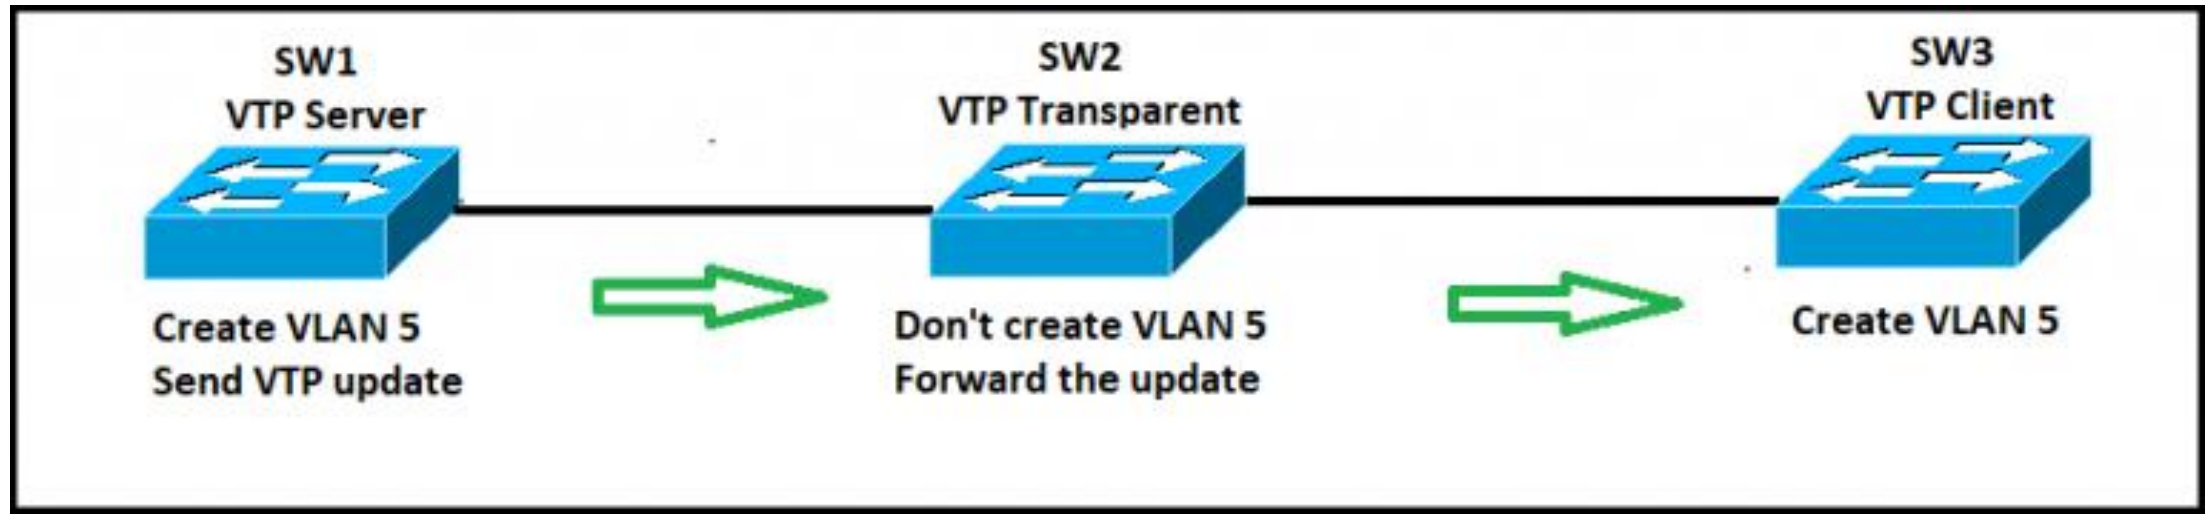 SW1
VTP Server
SW2
VTP Transparent
SW3
VTP Client
Create VLAN 5
Send VTP update
Don't create VLAN 5
Forward the update
Create VLAN 5